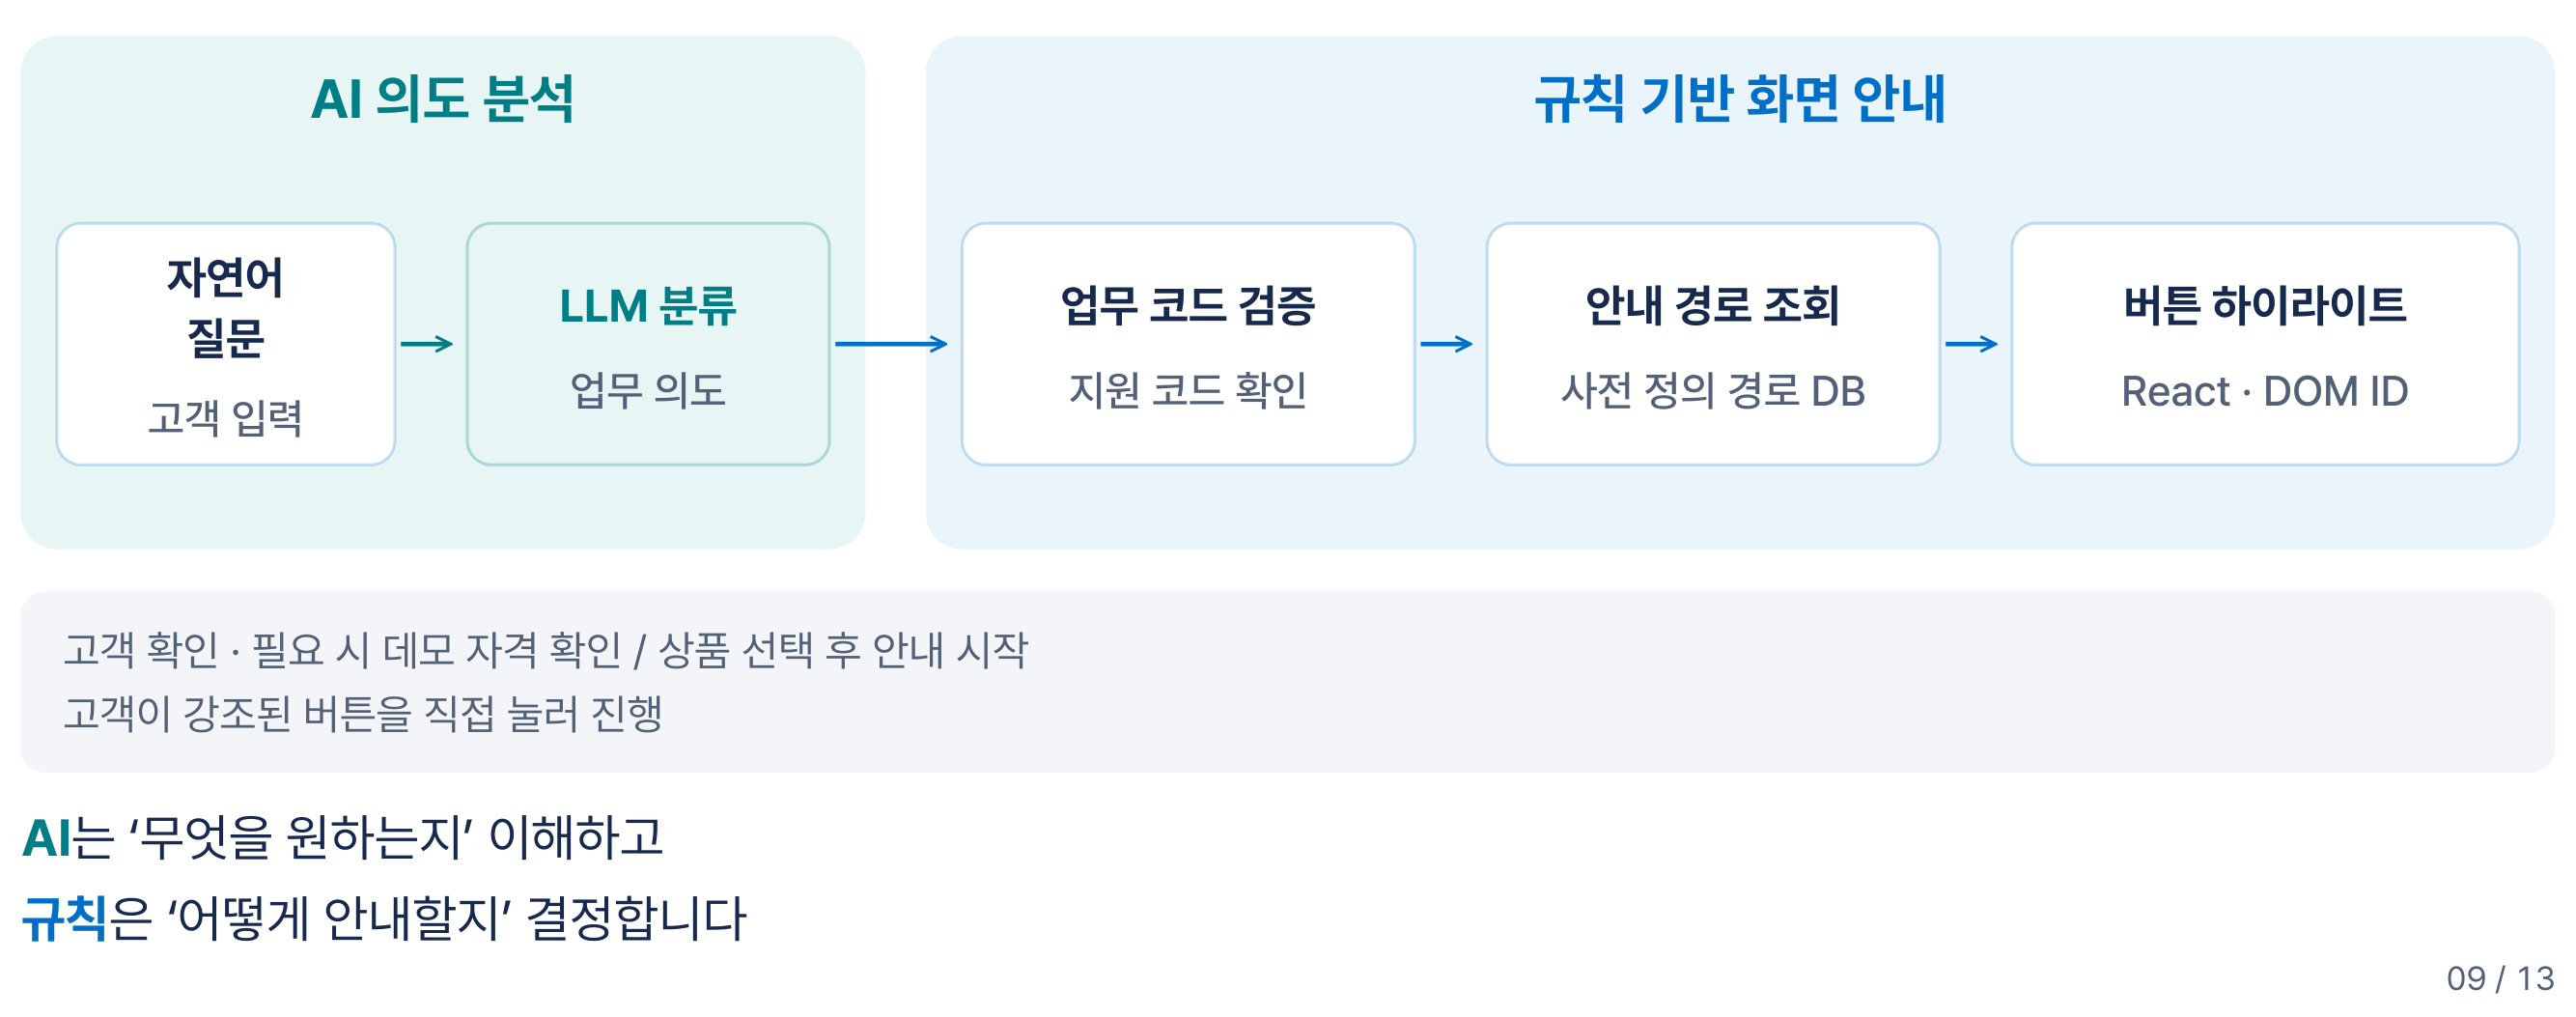 AI 의도 분석
규칙 기반 화면 안내
자연어
질문
고객 입력
LLM 분류
업무 의도
업무 코드 검증
지원 코드 확인
안내 경로 조회
사전 정의 경로 DB
버튼 하이라이트
React · DOM ID
고객 확인 · 필요 시 데모 자격 확인 / 상품 선택 후 안내 시작
고객이 강조된 버튼을 직접 눌러 진행
AI는 ‘무엇을 원하는지’ 이해하고
규칙은 ‘어떻게 안내할지’ 결정합니다
09 / 13